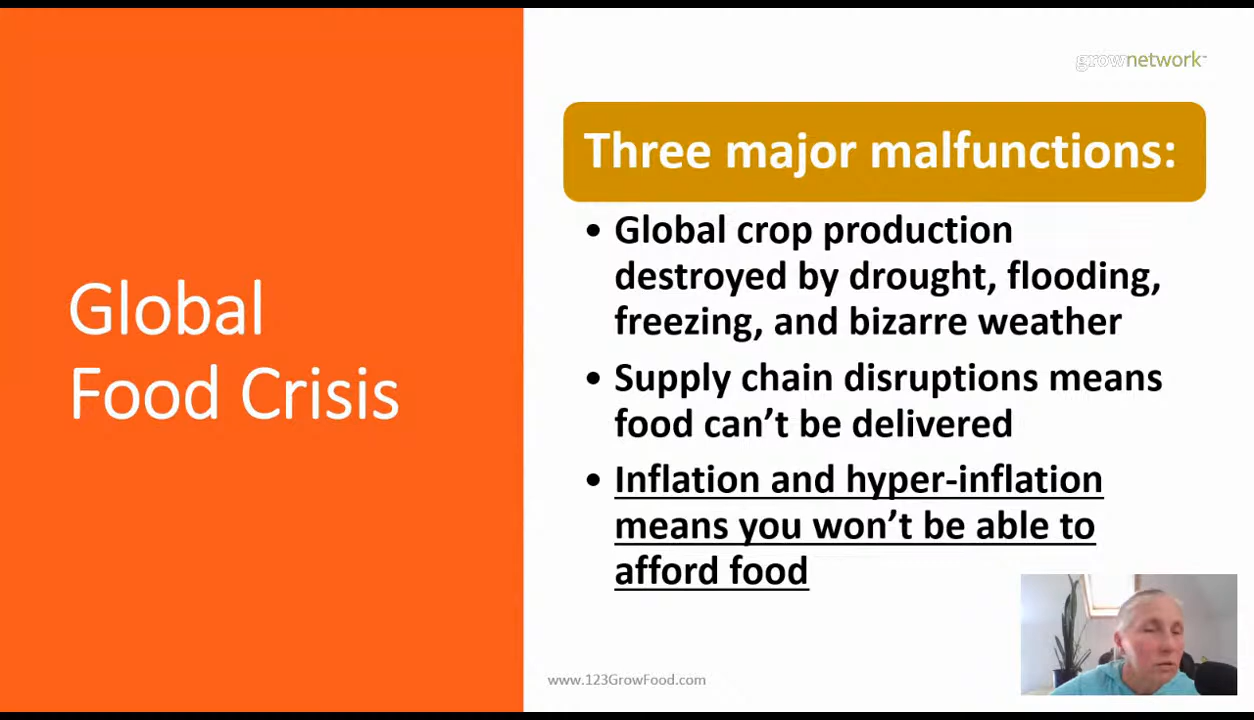 grownetwork™
Three major malfunctions:
• Global crop production
destroyed by drought, flooding,
freezing, and bizarre weather
• Supply chain disruptions means
food can’t be delivered
• Inflation and hyper-inflation
means you won’t be able to
afford food
Global
Food Crisis
www.123GrowFood.com